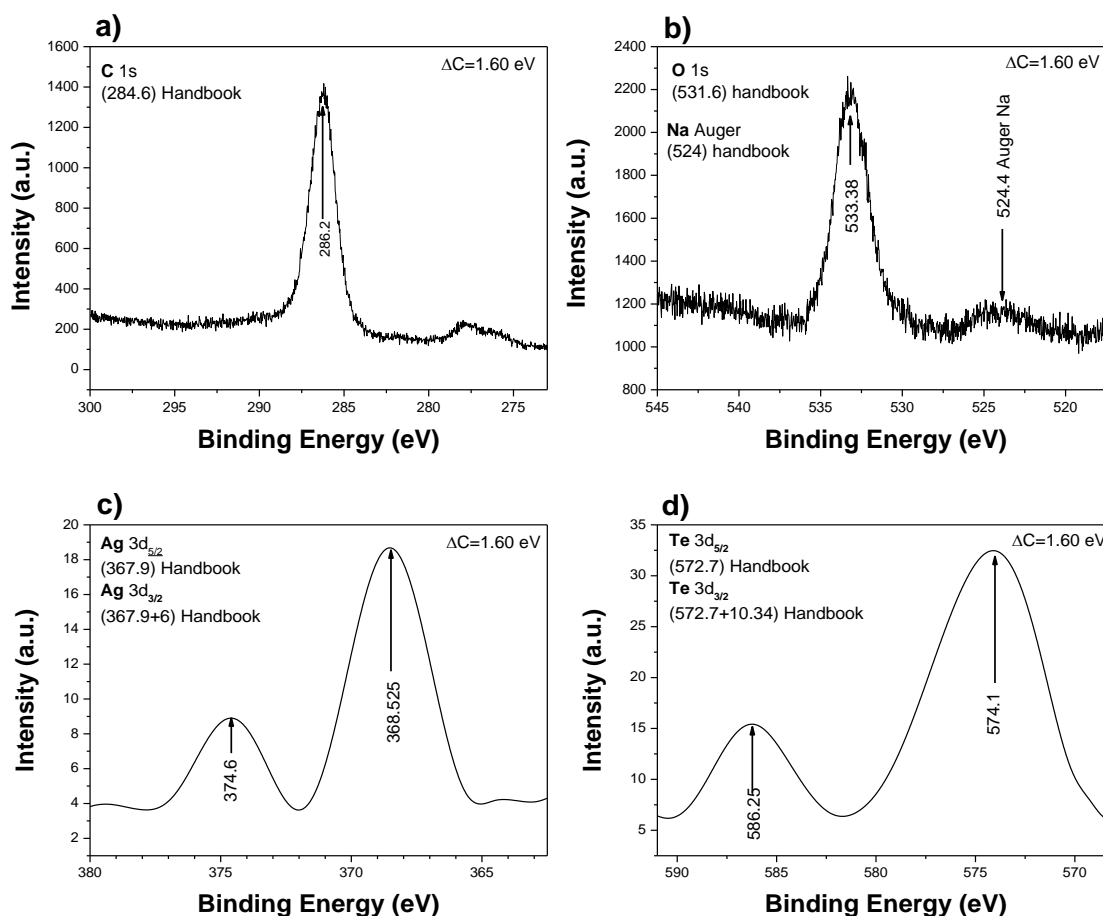 a)
C 1s
(284.6) Handbook
ΔC=1.60 eV
286.2
1600
1400
1200
1000
800
600
400
200
0
Intensity (a.u.)
300 295 290 285 280 275
Binding Energy (eV)
b)
O 1s
(531.6) handbook
Na Auger
(524) handbook
ΔC=1.60 eV
533.38
524.4 Auger Na
2400
2200
2000
1800
1600
1400
1200
1000
800
Intensity (a.u.)
545 540 535 530 525 520
Binding Energy (eV)
c)
Ag 3d5/2
(367.9) Handbook
Ag 3d3/2
(367.9+6) Handbook
ΔC=1.60 eV
374.6
368.525
20
18
16
14
12
10
8
6
4
2
Intensity (a.u.)
380 375 370 365
Binding Energy (eV)
d)
Te 3d5/2
(572.7) Handbook
Te 3d3/2
(572.7+10.34) Handbook
ΔC=1.60 eV
586.25
574.1
35
30
25
20
15
10
5
Intensity (a.u.)
590 585 580 575 570
Binding Energy (eV)